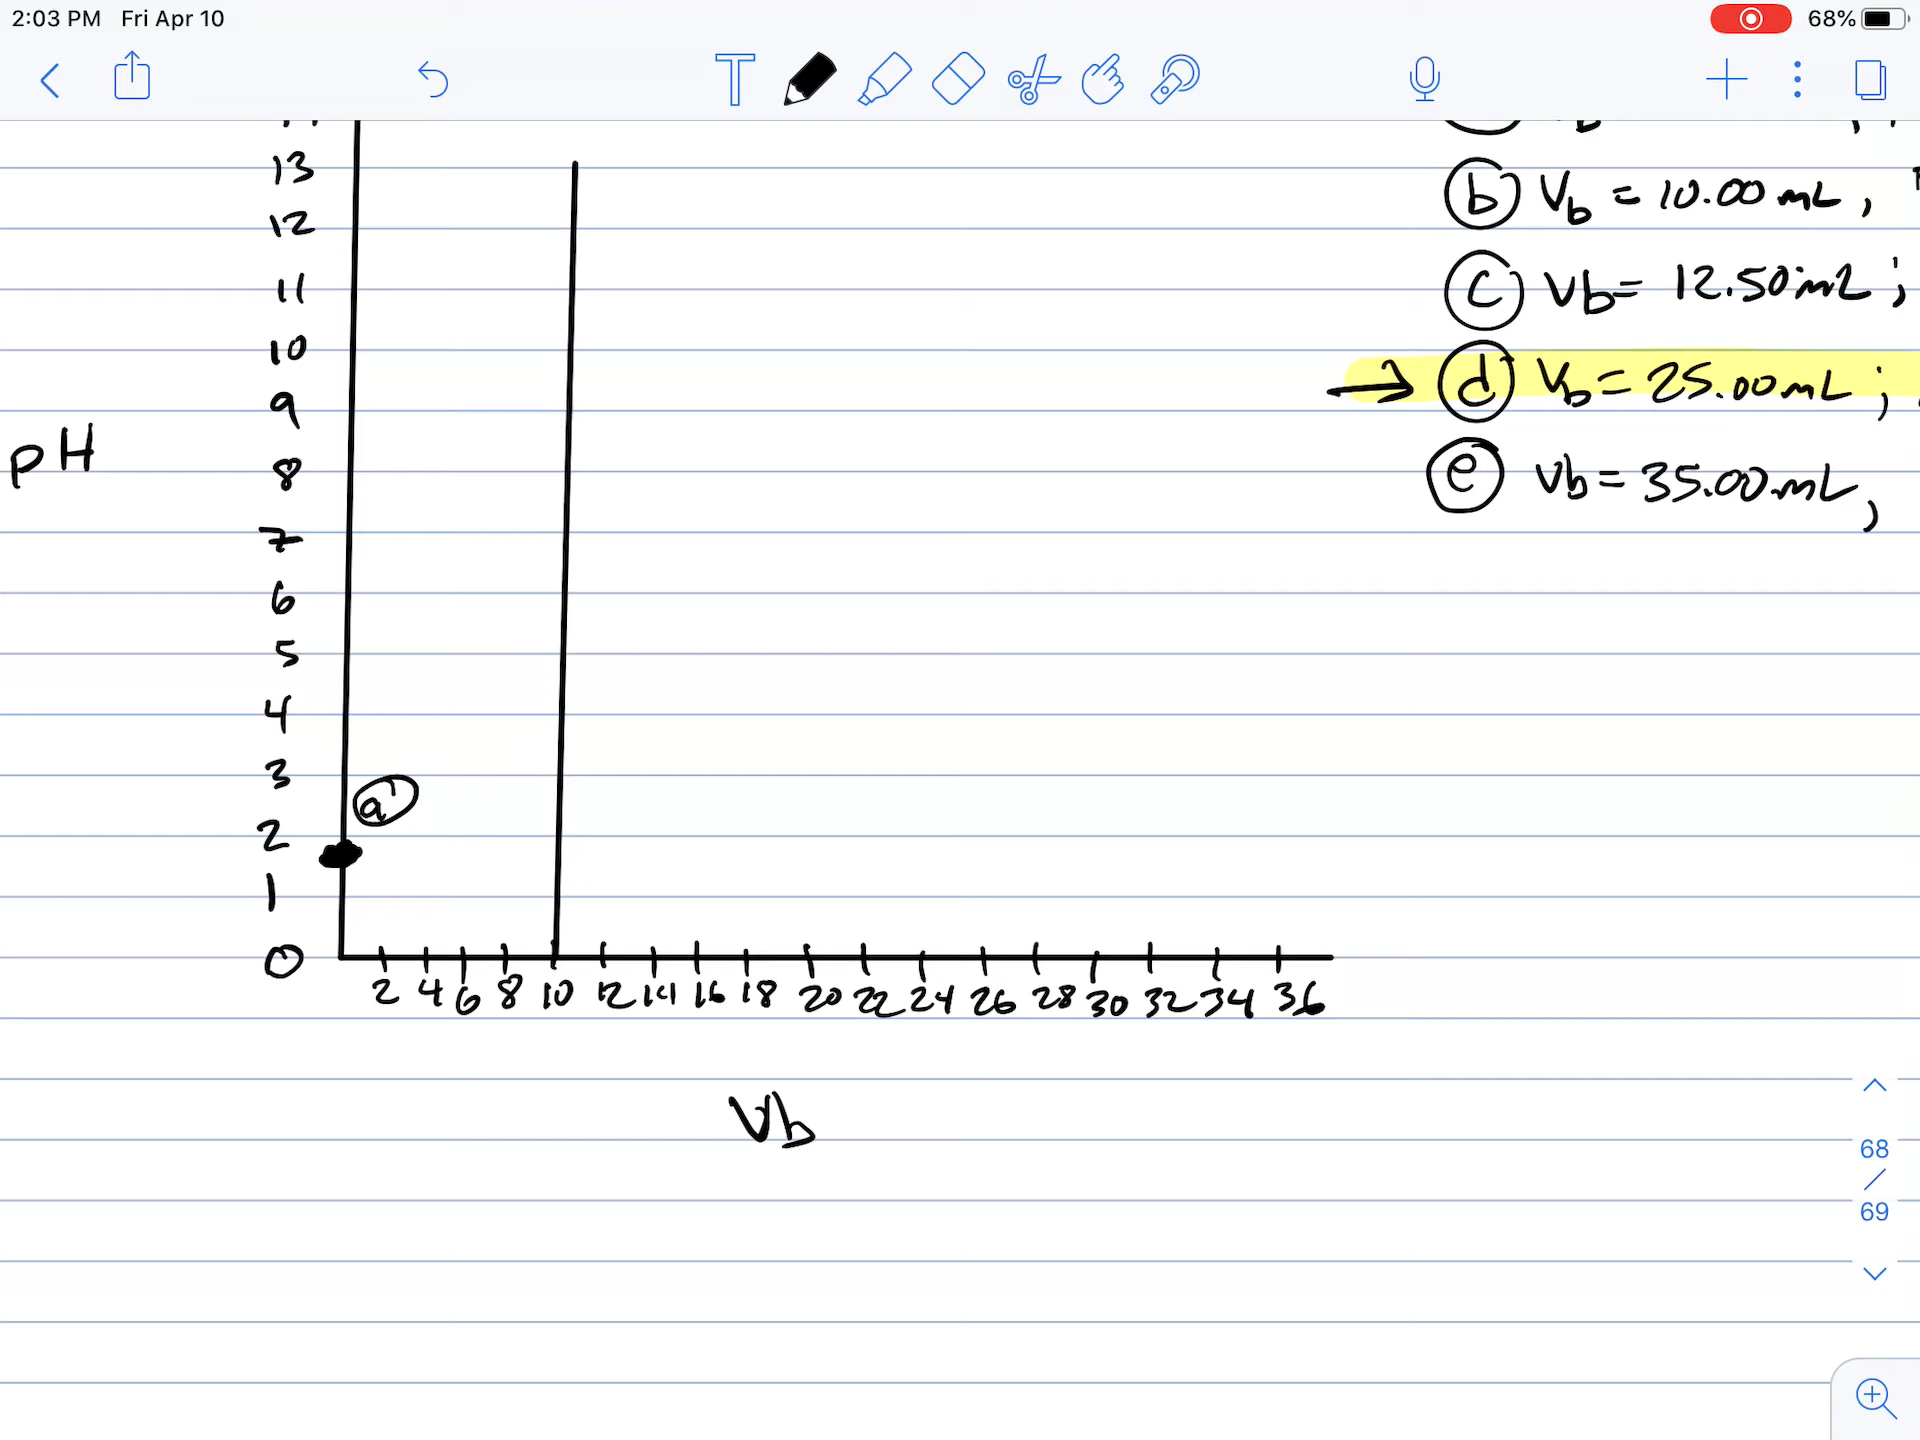 2:03 PM Fri Apr 10
68%
T
13
12
11
10
9
8
7
6
5
4
3
2
1
0
pH
a
2 4 6 8 10 12 14 16 18 20 22 24 26 28 30 32 34 36
Vb
b Vb = 10.00 mL,
c Vb = 12.50 mL;
→ d Vb = 25.00 mL;
e Vb = 35.00 mL,
68
/
69